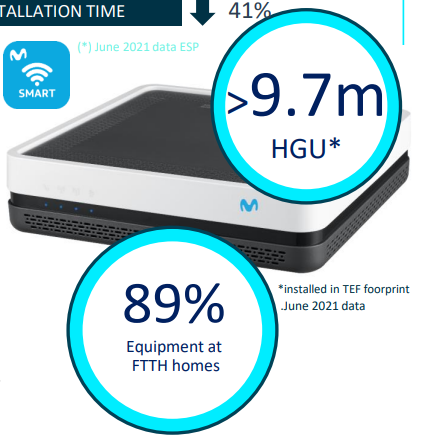 TALLATION TIME
41%
(*) June 2021 data ESP
SMART
>9.7m
HGU*
*installed in TEF foorprint
.June 2021 data
89%
Equipment at
FTTH homes